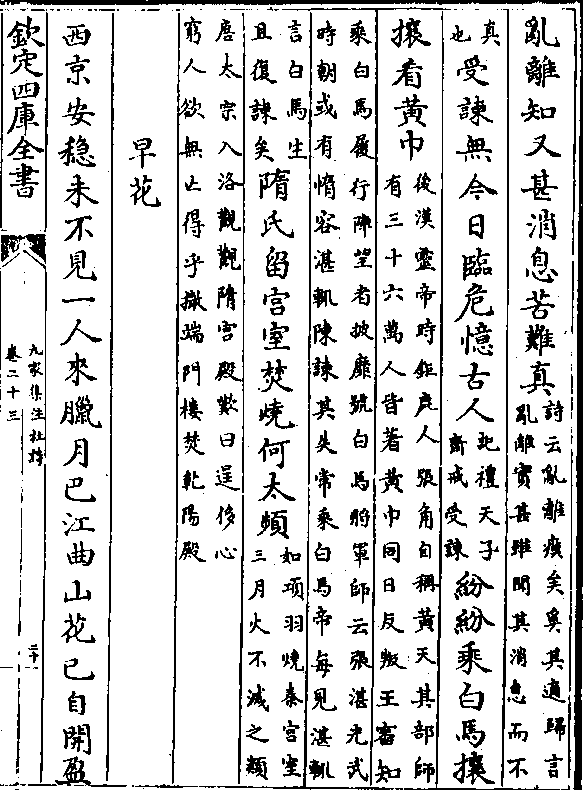 亂離知又甚消息苦難真詩云亂離瘼矣奚其適歸言
亂離實甚雖聞其消息而不
真
也受諫無今日臨危憶古人記禮天子
齋戒受諫紛紛乘白馬攘
攘看黃巾後漢靈帝時鉅鹿人張角自稱黃天其部師
有三十六萬人皆著黃巾同日反叛王審知
乘白馬履行陣望者披靡號白馬將軍師云張湛光武
時朝或有惰容湛輒陳諫其失常乘白馬帝每見湛輒
言白馬生
且復諫矣隋氏留宫室焚燒何太頻如項羽燒秦宫室
三月火不滅之類
唐太宗入洛觀觀隋宫殿歎曰逞侈心
窮人欲無亡得乎撤端門樓焚乾陽殿
早花
西京安穩未不見一人來臘月巴江曲山花已自開盈
欽定四庫全書
九家集注杜詩
卷二十三
二十一